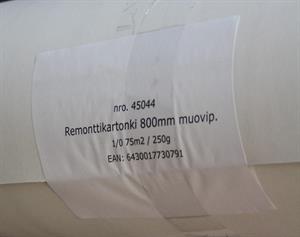 nro. 45044
Remonttikartonki 800mm muovip.
1/0 75m2 / 250g
EAN: 6430017730791